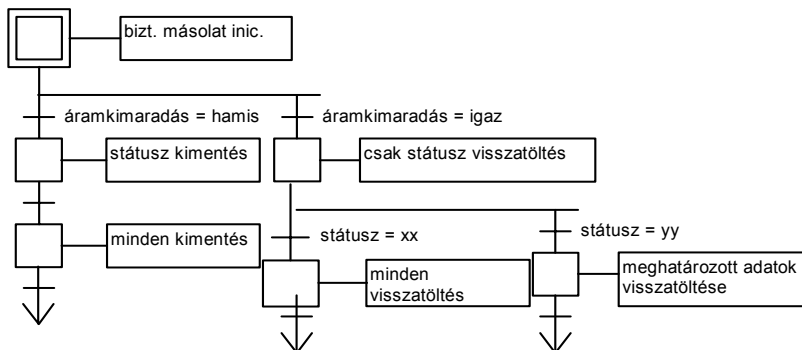 bizt. másolat inic.
áramkimaradás = hamis
áramkimaradás = igaz
státusz kimentés
csak státusz visszatöltés
státusz = xx
státusz = yy
minden kimentés
minden
visszatöltés
meghatározott adatok
visszatöltése